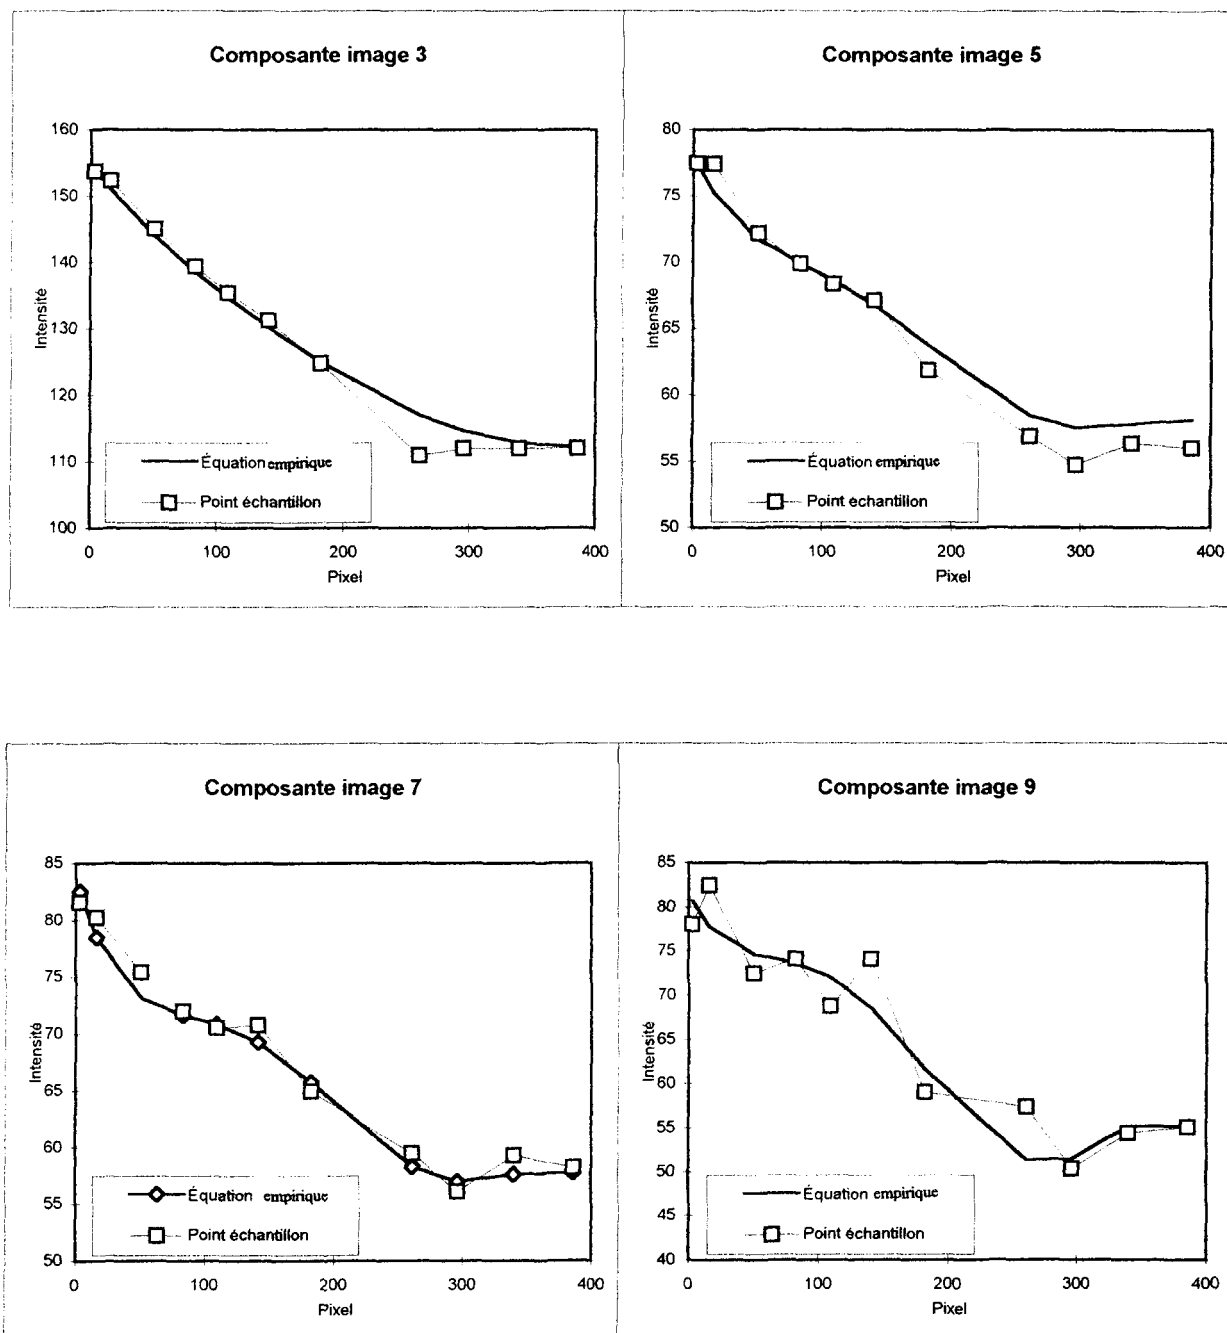 Composante image 3
160
150
140
130
120
110
100
Intensité
Équation empirique
Point échantillon
0 100 200 300 400
Pixel
Composante image 5
80
75
70
65
60
55
50
Intensité
Équation empirique
Point échantillon
0 100 200 300 400
Pixel
Composante image 7
85
80
75
70
65
60
55
50
Intensité
Équation empirique
Point échantillon
0 100 200 300 400
Pixel
Composante image 9
85
80
75
70
65
60
55
50
45
40
Intensité
Équation empirique
Point échantillon
0 100 200 300 400
Pixel